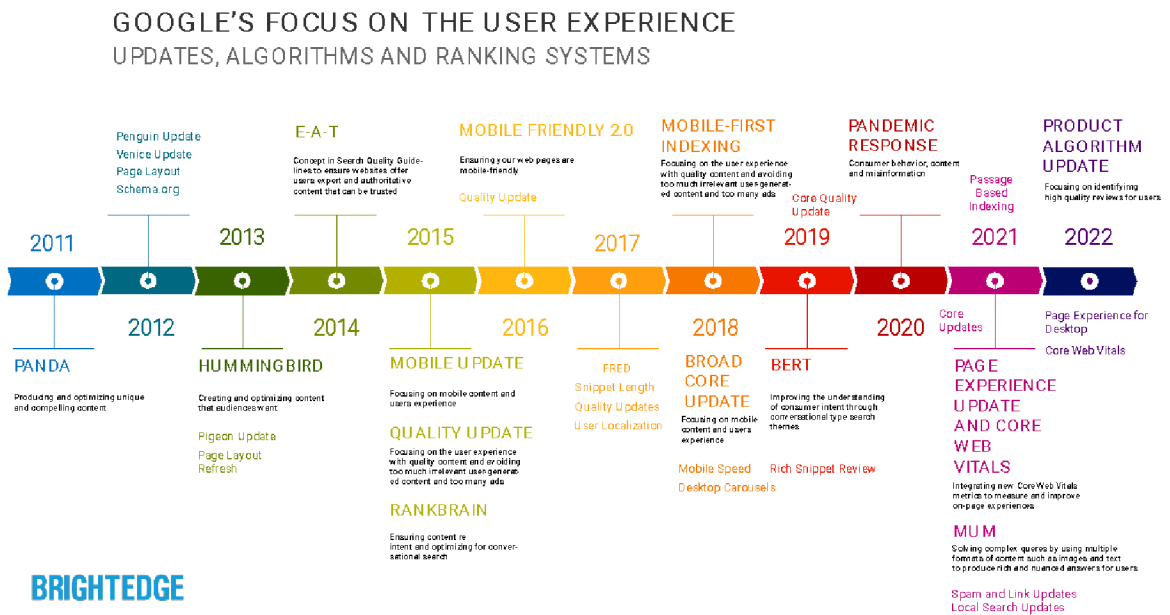 GOOGLE'S FOCUS ON THE USER EXPERIENCE
UPDATES, ALGORITHMS AND RANKING SYSTEMS
Penguin Update
Venice Update
Page Layout
Schema.org
E-A-T
Concept in Search Quality Guide-
lines to ensure websites offer
users expert and authoritative
content that can be trusted
MOBILE FRIENDLY 2.0
Ensuring your web pages are
mobile-friendly
Quality Update
MOBILE-FIRST
INDEXING
Focusing on the user experience
with quality content and avoiding
too much irrelevant user generat-
ed content and too many ads
PANDEMIC
RESPONSE
Consumer behavior, content
and misinformation
Core Quality
Update
Passage
Based
Indexing
PRODUCT
ALGORITHM
UPDATE
Focusing on identifying
high quality reviews for users
2011
2013
2015
2017
2019
2021
2022
2012
2014
2016
2018
2020
PANDA
Producing and optimizing unique
and compelling content
HUMMINGBIRD
Creating and optimizing content
that audiences want
Pigeon Update
Page Layout
Refresh
MOBILE UPDATE
Focusing on mobile content and
users experience
QUALITY UPDATE
Focusing on the user experience
with quality content and avoiding
too much irrelevant user generat-
ed content and too many ads
RANKBRAIN
Ensuring content re
intent and optimizing for conver-
sational search
FRED
Snippet Length
Quality Updates
User Localization
BROAD
CORE
UPDATE
Focusing on mobile
content and users
experience
Mobile Speed
Desktop Carousels
BERT
Improving the understanding
of consumer intent through
conversational type search
themes
Rich Snippet Review
Core
Updates
PAGE
EXPERIENCE
UPDATE
AND CORE
WEB
VITALS
Integrating new Core Web Vitals
metrics to measure and improve
on-page experiences
MUM
Solving complex queres by using multiple
formats of content such as images and text
to produce rich and nuanced answers for users
Spam and Link Updates
Local Search Updates
Page Experience for
Desktop
Core Web Vitals
BRIGHTEDGE